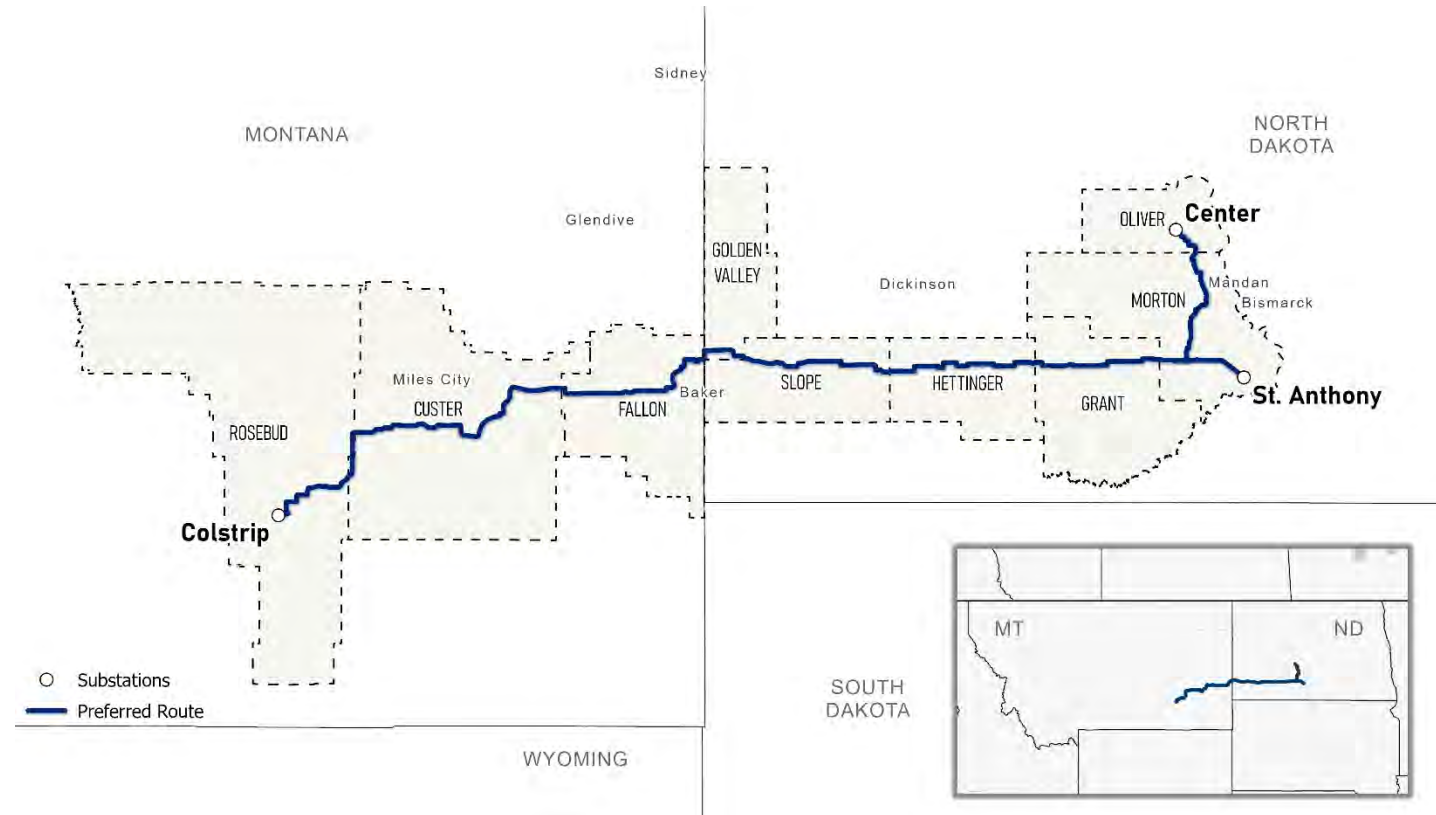 Sidney
MONTANA
NORTH
DAKOTA
Glendive
OLIVER
Center
GOLDEN
VALLEY
Dickinson
Mandan
MORTON
Bismarck
Miles City
CUSTER
Baker
FALLON
SLOPE
HETTINGER
GRANT
St. Anthony
ROSEBUD
Colstrip
Substations
Preferred Route
SOUTH
DAKOTA
WYOMING
MT
ND